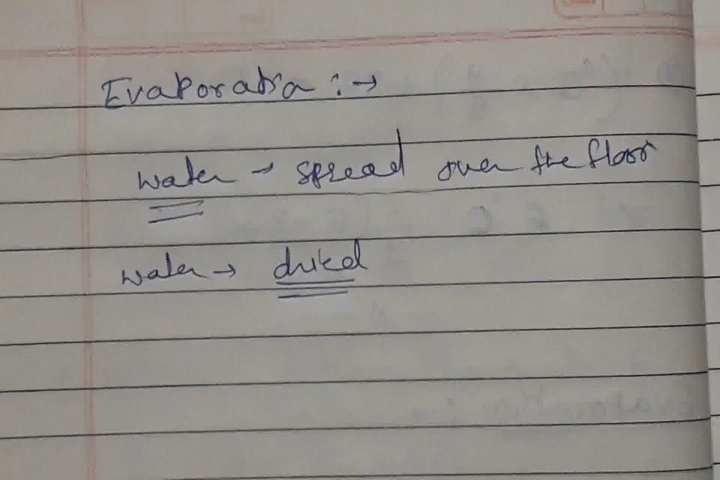 Evaporation :→
water → spread over the floor
water → dried